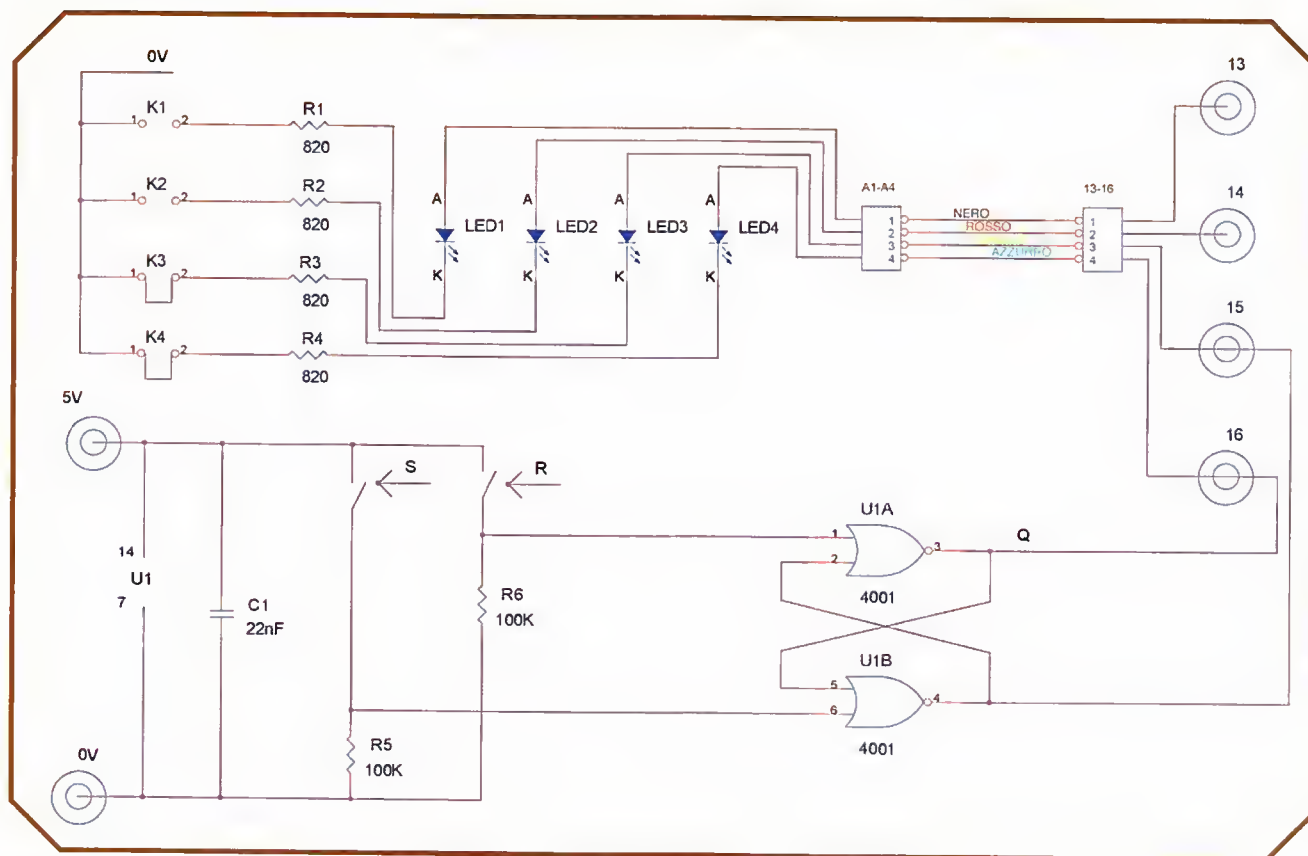 0V
13
K1
1
2
R1
820
14
K2
1
2
R2
820
A1-A4
13-16
A
A
A
A
LED1
LED2
LED3
LED4
K
K
K
K
1
2
3
4
NERO
ROSSO
AZZURRO
1
2
3
4
K3
1
2
R3
820
15
K4
1
2
R4
820
5V
16
S
R
U1A
1
2
3
4001
Q
14
U1
7
C1
22nF
R6
100K
U1B
5
6
4
4001
R5
100K
0V